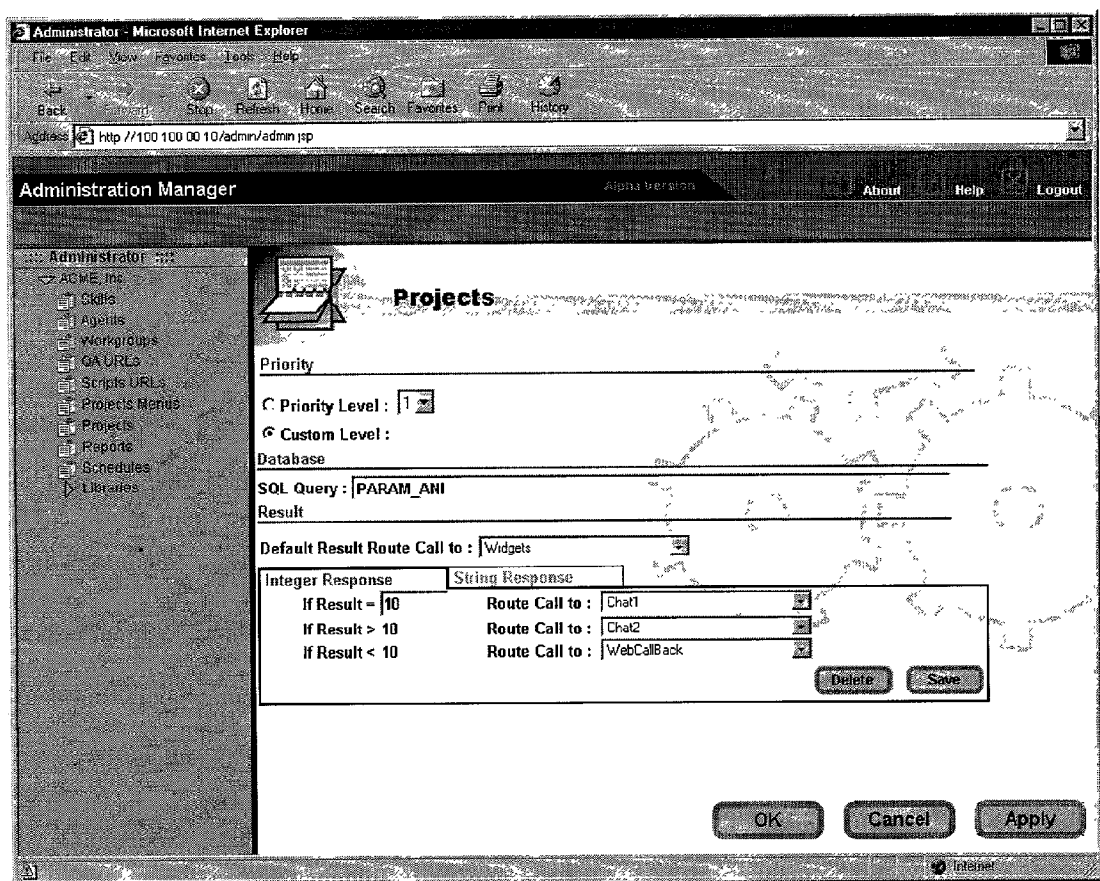 Administrator - Microsoft Internet Explorer
File Edit View Favorites Tools Help
Back Forward Stop Refresh Home Search Favorites Print History
Address http //100 100 00 10/admin/admin jsp
Administration Manager Alpha Version About Help Logout
:::: Administrator ::::
ACME, Inc
Skills
Agents
Workgroups
QA URLs
Scripts URLs
Projects Menus
Projects
Reports
Schedules
Libraries
Projects
Priority
Priority Level : 1
Custom Level :
Database
SQL Query : PARAM_ANI
Result
Default Result Route Call to : Widgets
Integer Response String Response
If Result = 10 Route Call to : Chat1
If Result > 10 Route Call to : Chat2
If Result < 10 Route Call to : WebCallBack
Delete Save
OK Cancel Apply
Internet